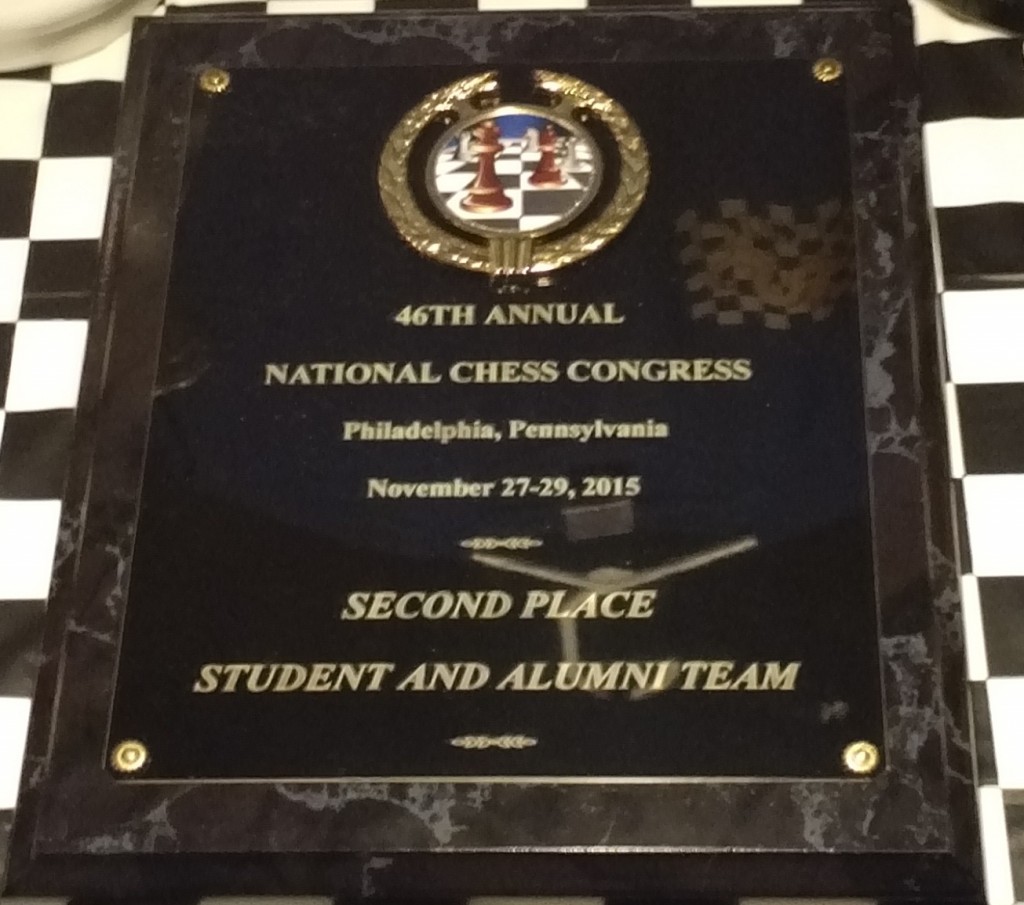 46TH ANNUAL
NATIONAL CHESS CONGRESS
Philadelphia, Pennsylvania
November 27-29, 2015
SECOND PLACE
STUDENT AND ALUMNI TEAM